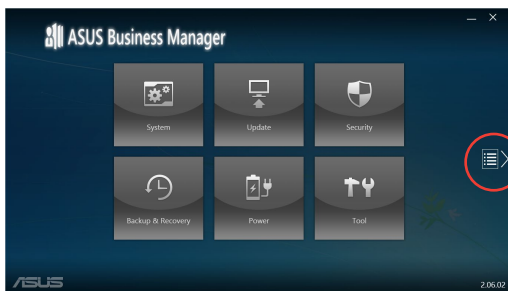 ASUS Business Manager
System
Update
Security
Backup & Recovery
Power
Tool
ASUS
2.06.02